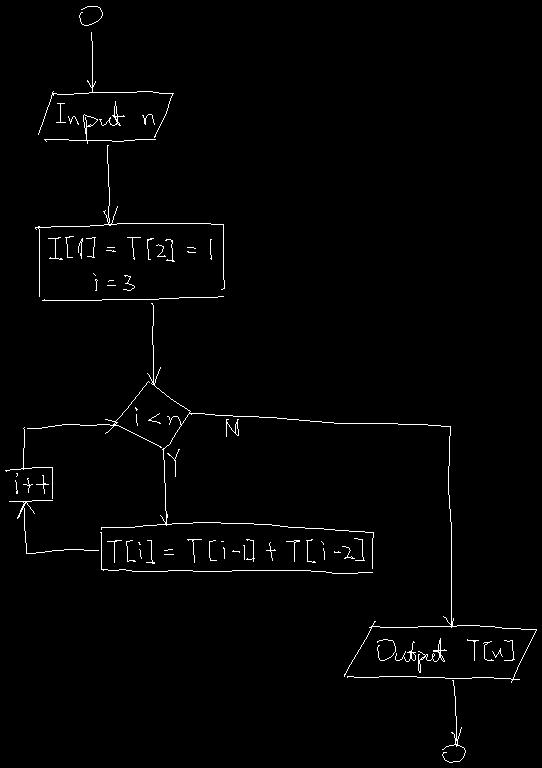 Input n
I[1] = T[2] = 1
i = 3
i < n
N
Y
i++
T[i] = T[i-1] + T[i-2]
Output T[n]